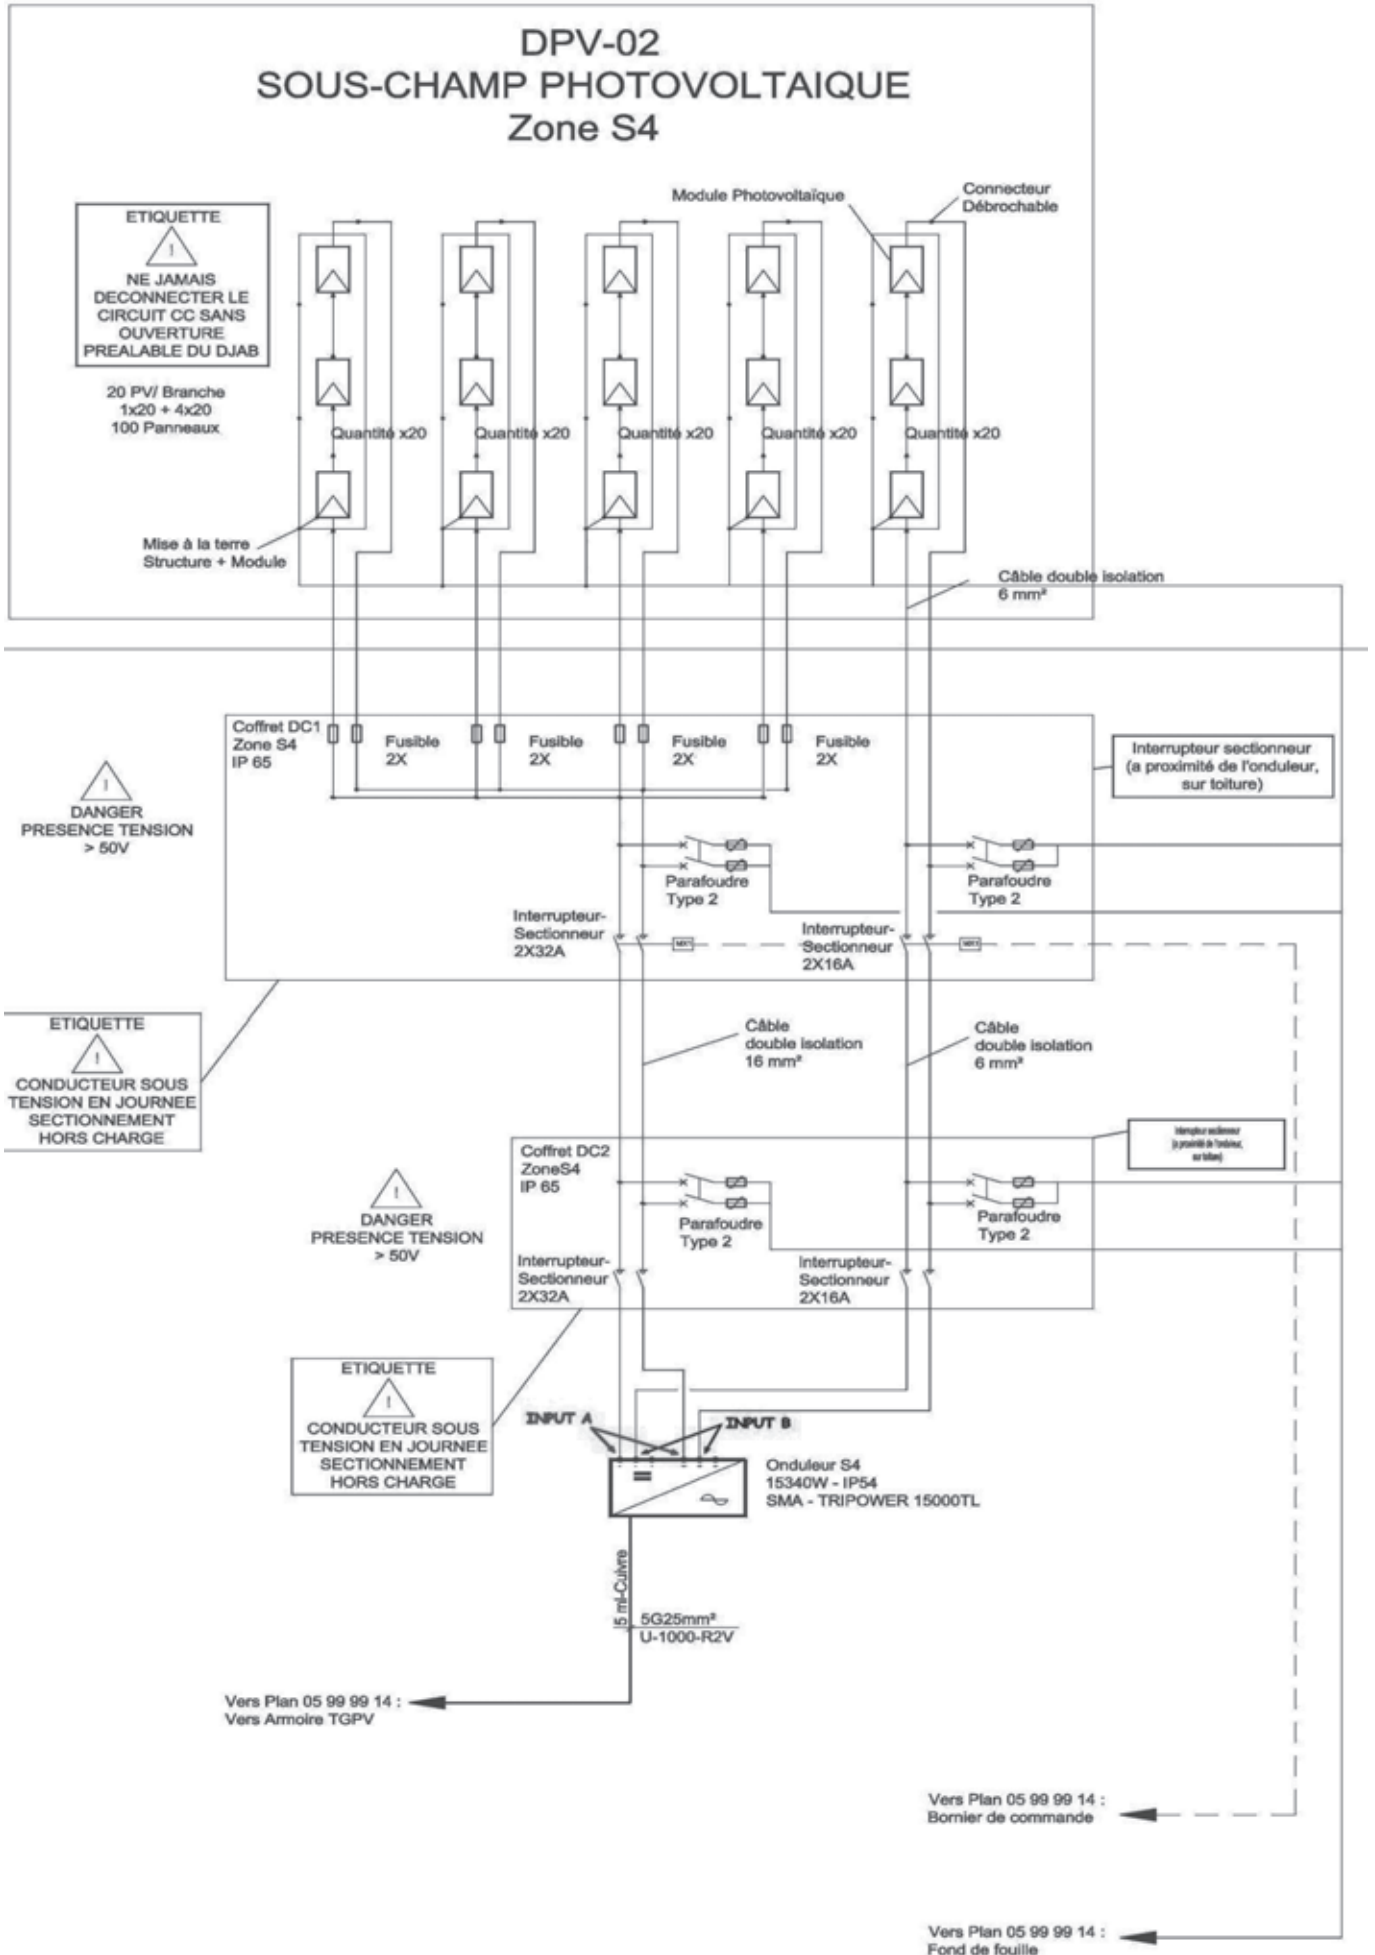 DPV-02
SOUS-CHAMP PHOTOVOLTAIQUE
Zone S4
Module Photovoltaïque
Connecteur
Débrochable
ETIQUETTE
!
NE JAMAIS
DECONNECTER LE
CIRCUIT CC SANS
OUVERTURE
PREALABLE DU DJAB
20 PV/ Branche
1x20 + 4x20
100 Panneaux
Quantité x20
Quantité x20
Quantité x20
Quantité x20
Quantité x20
Mise à la terre
Structure + Module
Câble double isolation
6 mm²
Coffret DC1
Zone S4
IP 65
Fusible
2X
Fusible
2X
Fusible
2X
Fusible
2X
Interrupteur sectionneur
(a proximité de l'onduleur,
sur toiture)
!
DANGER
PRESENCE TENSION
> 50V
Parafoudre
Type 2
Parafoudre
Type 2
Interrupteur-
Sectionneur
2X32A
Interrupteur-
Sectionneur
2X16A
ETIQUETTE
!
CONDUCTEUR SOUS
TENSION EN JOURNEE
SECTIONNEMENT
HORS CHARGE
Câble
double isolation
16 mm²
Câble
double isolation
6 mm²
Coffret DC2
ZoneS4
IP 65
Interrupteur sectionneur
(a proximité de l'onduleur,
sur toiture)
!
DANGER
PRESENCE TENSION
> 50V
Parafoudre
Type 2
Parafoudre
Type 2
Interrupteur-
Sectionneur
2X32A
Interrupteur-
Sectionneur
2X16A
ETIQUETTE
!
CONDUCTEUR SOUS
TENSION EN JOURNEE
SECTIONNEMENT
HORS CHARGE
INPUT A
INPUT B
Onduleur S4
15340W - IP54
SMA - TRIPOWER 15000TL
5 ml-Cuivre
5G25mm²
U-1000-R2V
Vers Plan 05 99 99 14 :
Vers Armoire TGPV
Vers Plan 05 99 99 14 :
Bornier de commande
Vers Plan 05 99 99 14 :
Fond de fouille